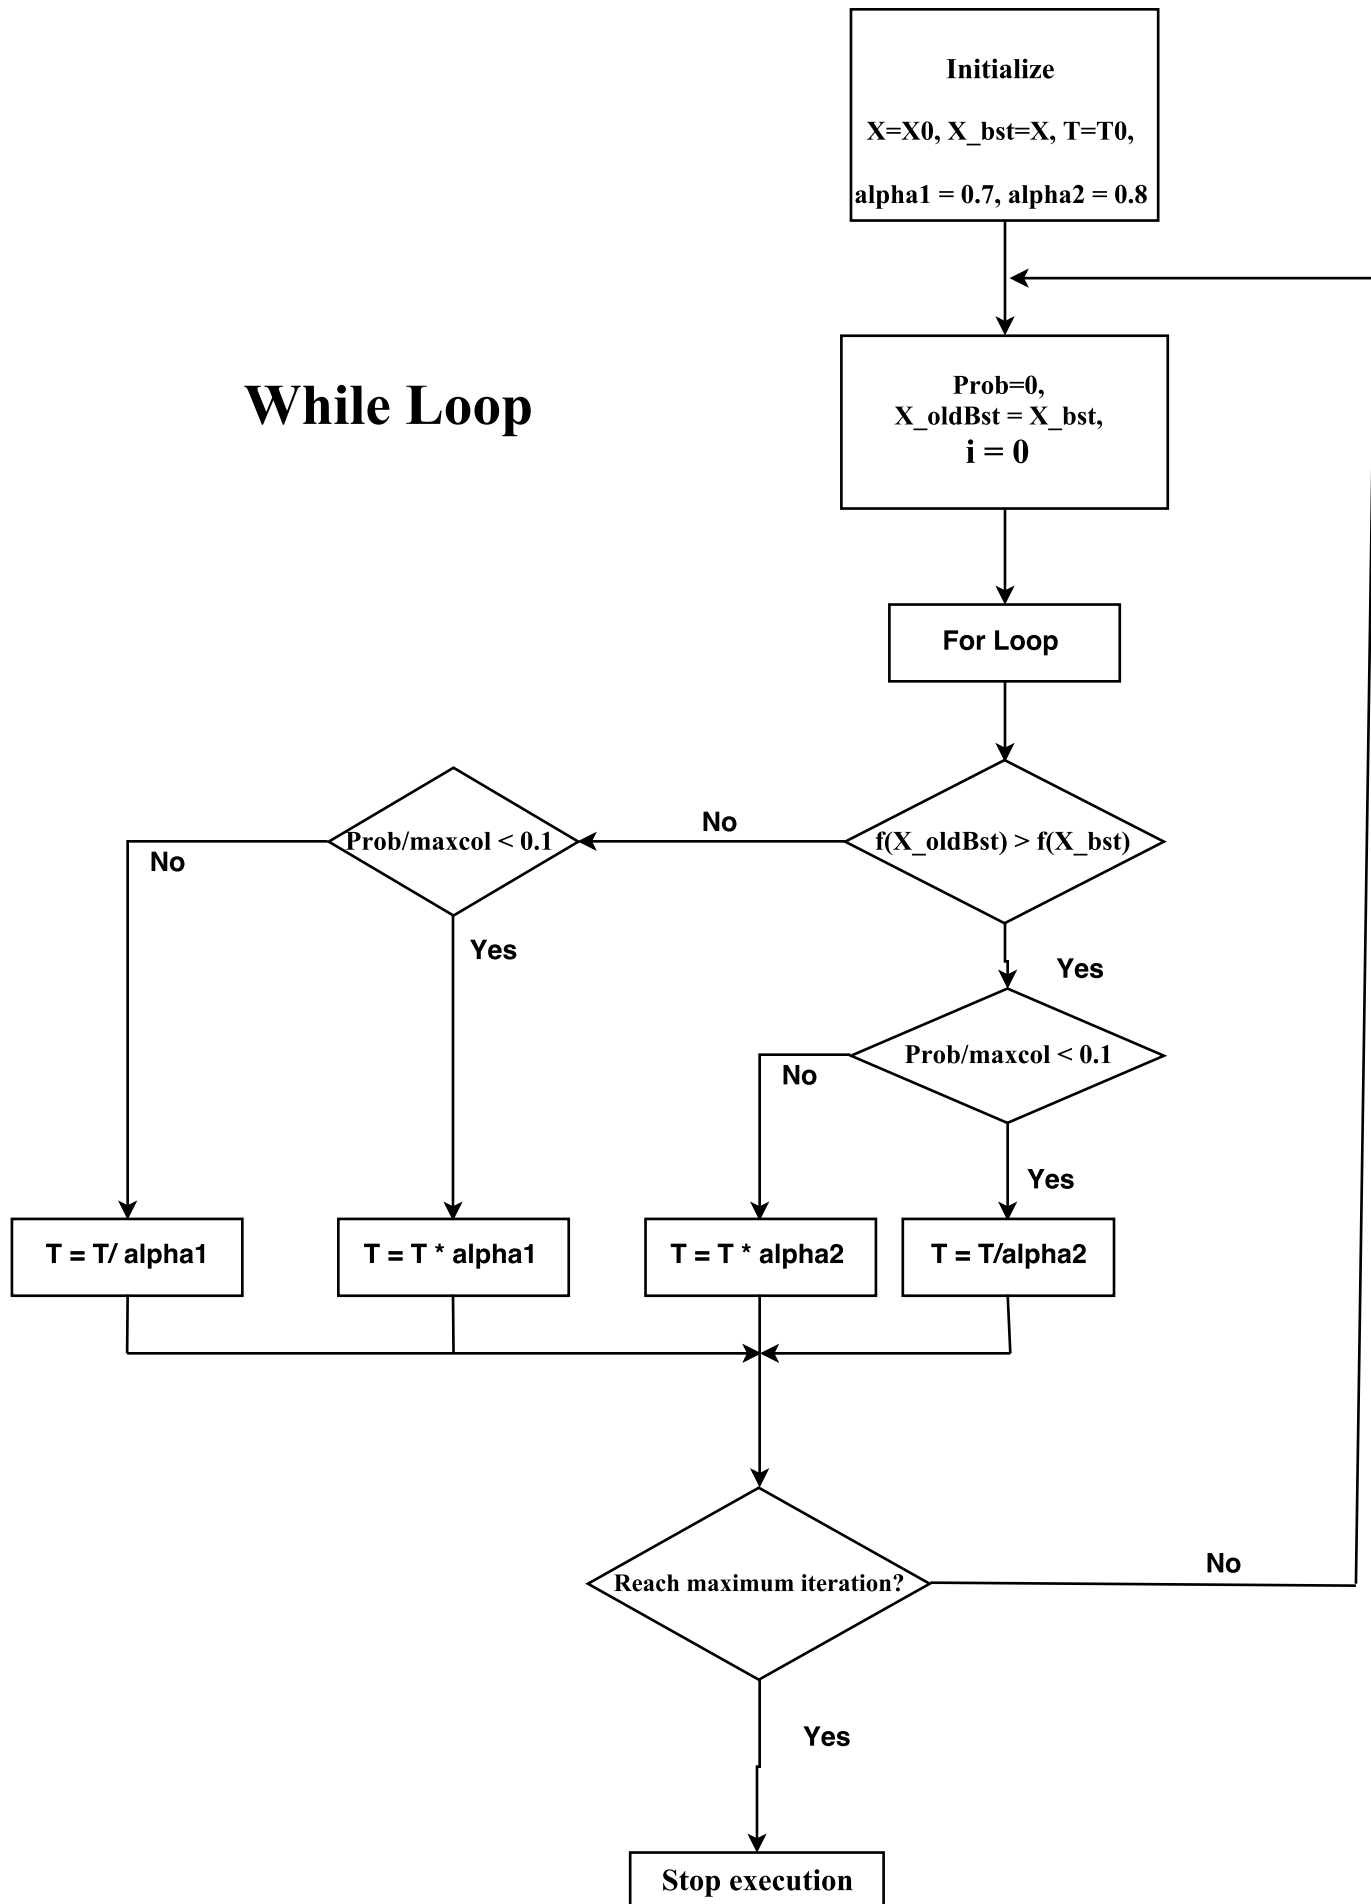 Initialize
X=X0, X_bst=X, T=T0,
alpha1 = 0.7, alpha2 = 0.8
While Loop
Prob=0,
X_oldBst = X_bst,
i = 0
For Loop
No
f(X_oldBst) > f(X_bst)
Prob/maxcol < 0.1
No
Yes
Yes
Prob/maxcol < 0.1
No
Yes
T = T/ alpha1
T = T * alpha1
T = T * alpha2
T = T/alpha2
Reach maximum iteration?
No
Yes
Stop execution